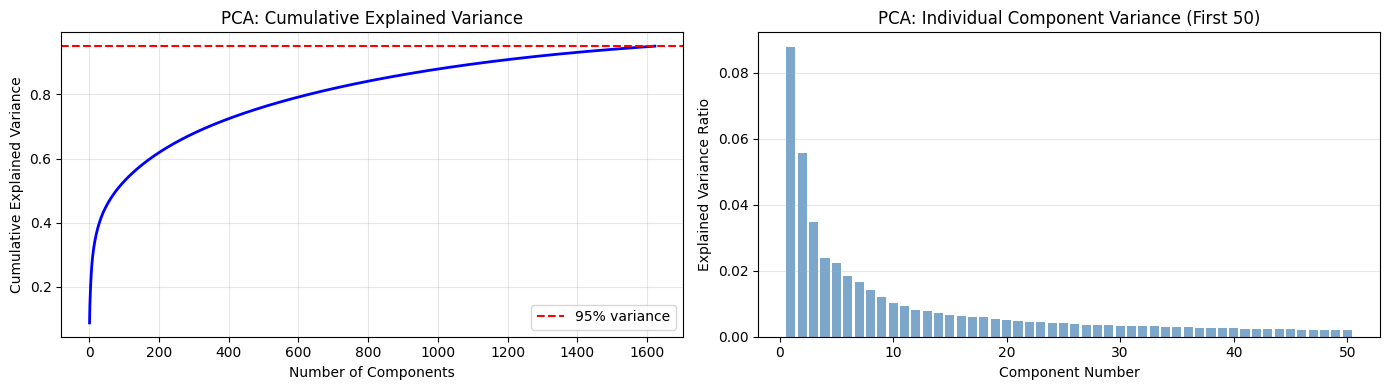 PCA: Cumulative Explained Variance
Cumulative Explained Variance
0.8
0.6
0.4
0.2
95% variance
0 200 400 600 800 1000 1200 1400 1600
Number of Components
PCA: Individual Component Variance (First 50)
Explained Variance Ratio
0.08
0.06
0.04
0.02
0.00
0 10 20 30 40 50
Component Number